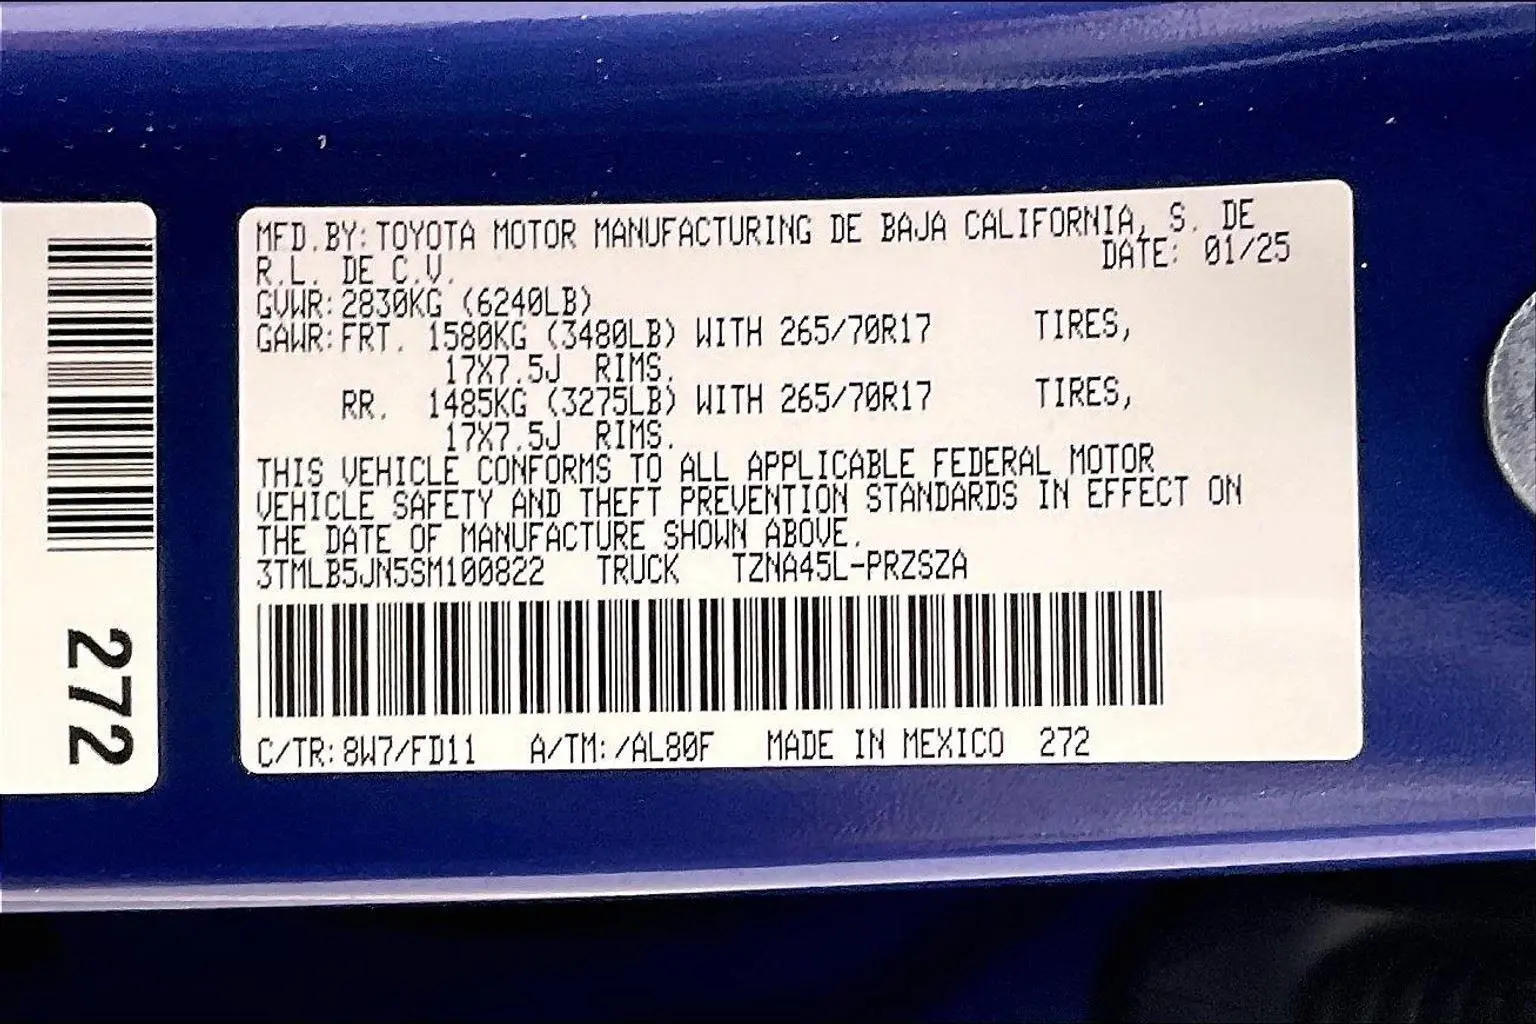 MFD.BY:TOYOTA MOTOR MANUFACTURING DE BAJA CALIFORNIA, S. DE
R.L. DE C.V. DATE: 01/25
GVWR:2830KG (6240LB)
GAWR:FRT. 1580KG (3480LB) WITH 265/70R17 TIRES,
17X7.5J RIMS.
RR. 1485KG (3275LB) WITH 265/70R17 TIRES,
17X7.5J RIMS.
THIS VEHICLE CONFORMS TO ALL APPLICABLE FEDERAL MOTOR
VEHICLE SAFETY AND THEFT PREVENTION STANDARDS IN EFFECT ON
THE DATE OF MANUFACTURE SHOWN ABOVE.
3TMLB5JN5SM100822 TRUCK TZNA45L-PRZSZA
C/TR:8W7/FD11 A/TM:/AL80F MADE IN MEXICO 272
272